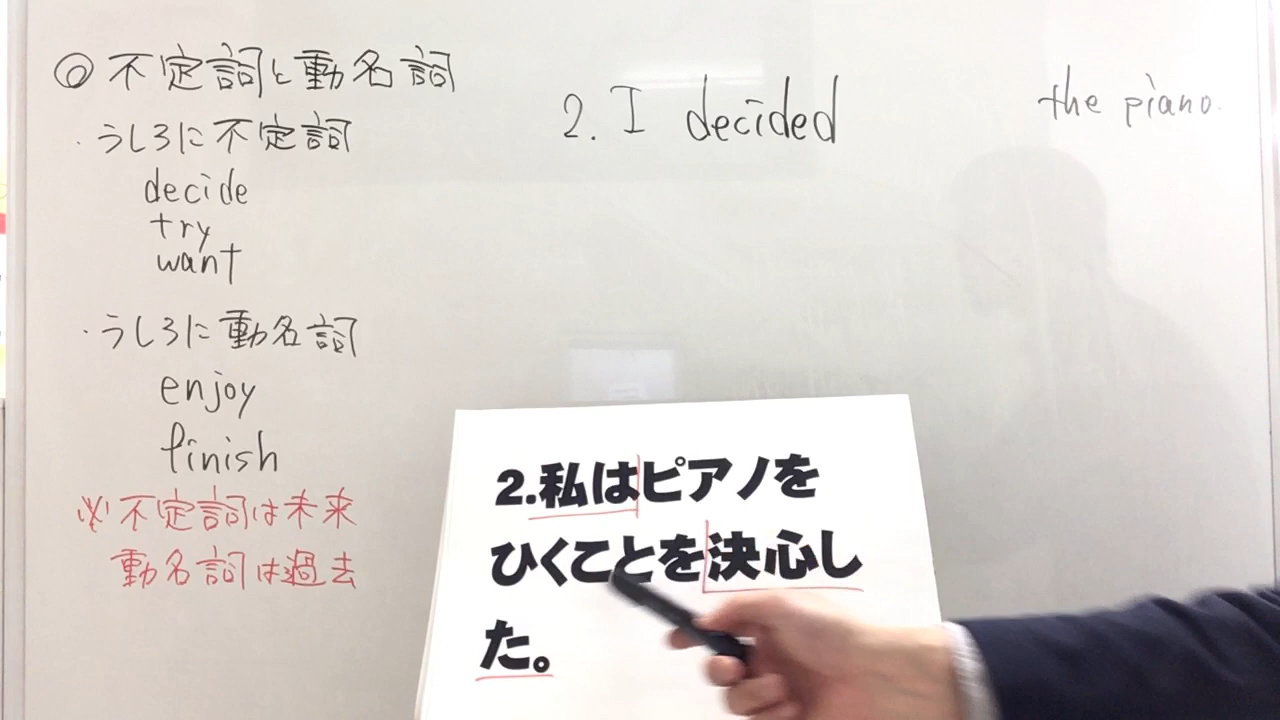 ◎不定詞と動名詞
・うしろに不定詞
decide
try
want
・うしろに動名詞
enjoy
finish
※不定詞は未来
動名詞は過去
2. I decided the piano.
2.私はピアノを
ひくことを決心し
た。